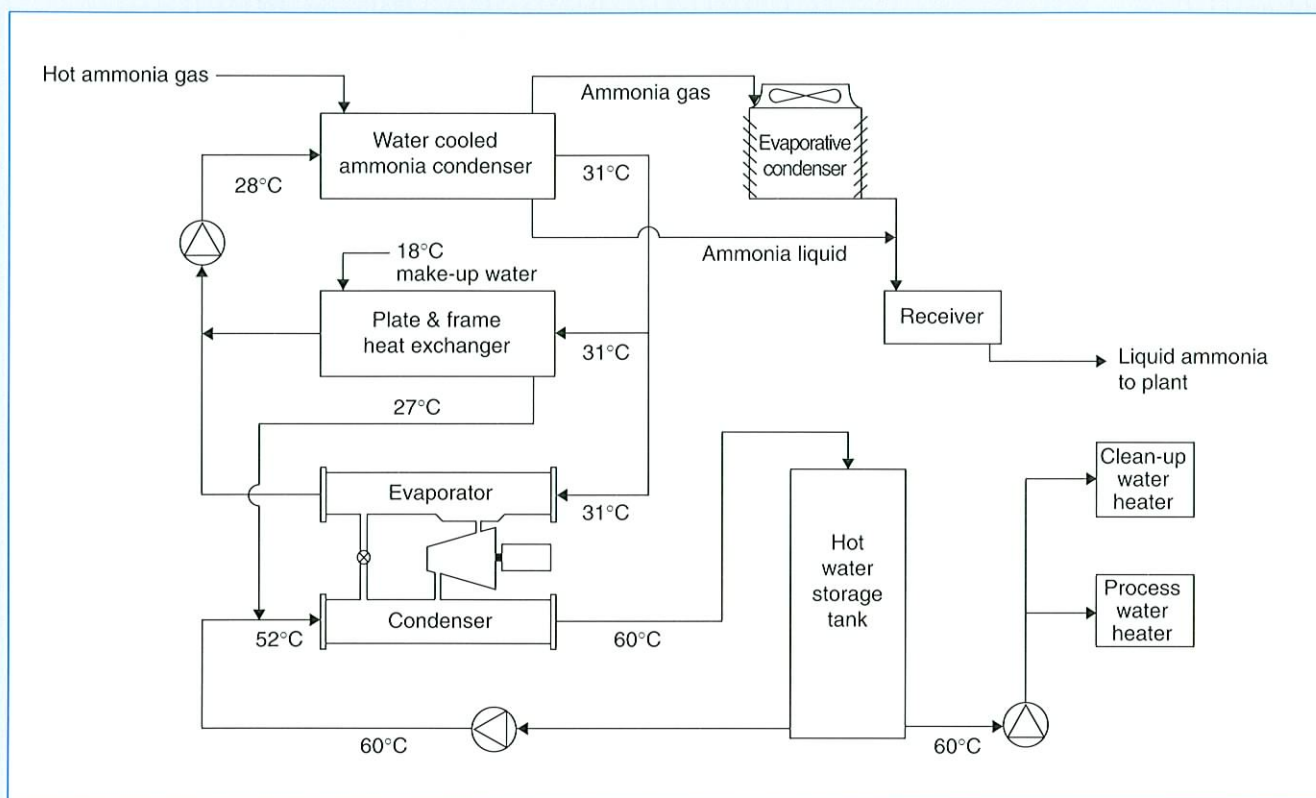 Hot ammonia gas
Water cooled
ammonia condenser
Ammonia gas
Evaporative
condenser
28°C
31°C
18°C
make-up water
Ammonia liquid
Plate & frame
heat exchanger
31°C
Receiver
Liquid ammonia
to plant
27°C
Evaporator
31°C
Hot
water
storage
tank
Clean-up
water
heater
Process
water
heater
Condenser
52°C
60°C
60°C
60°C